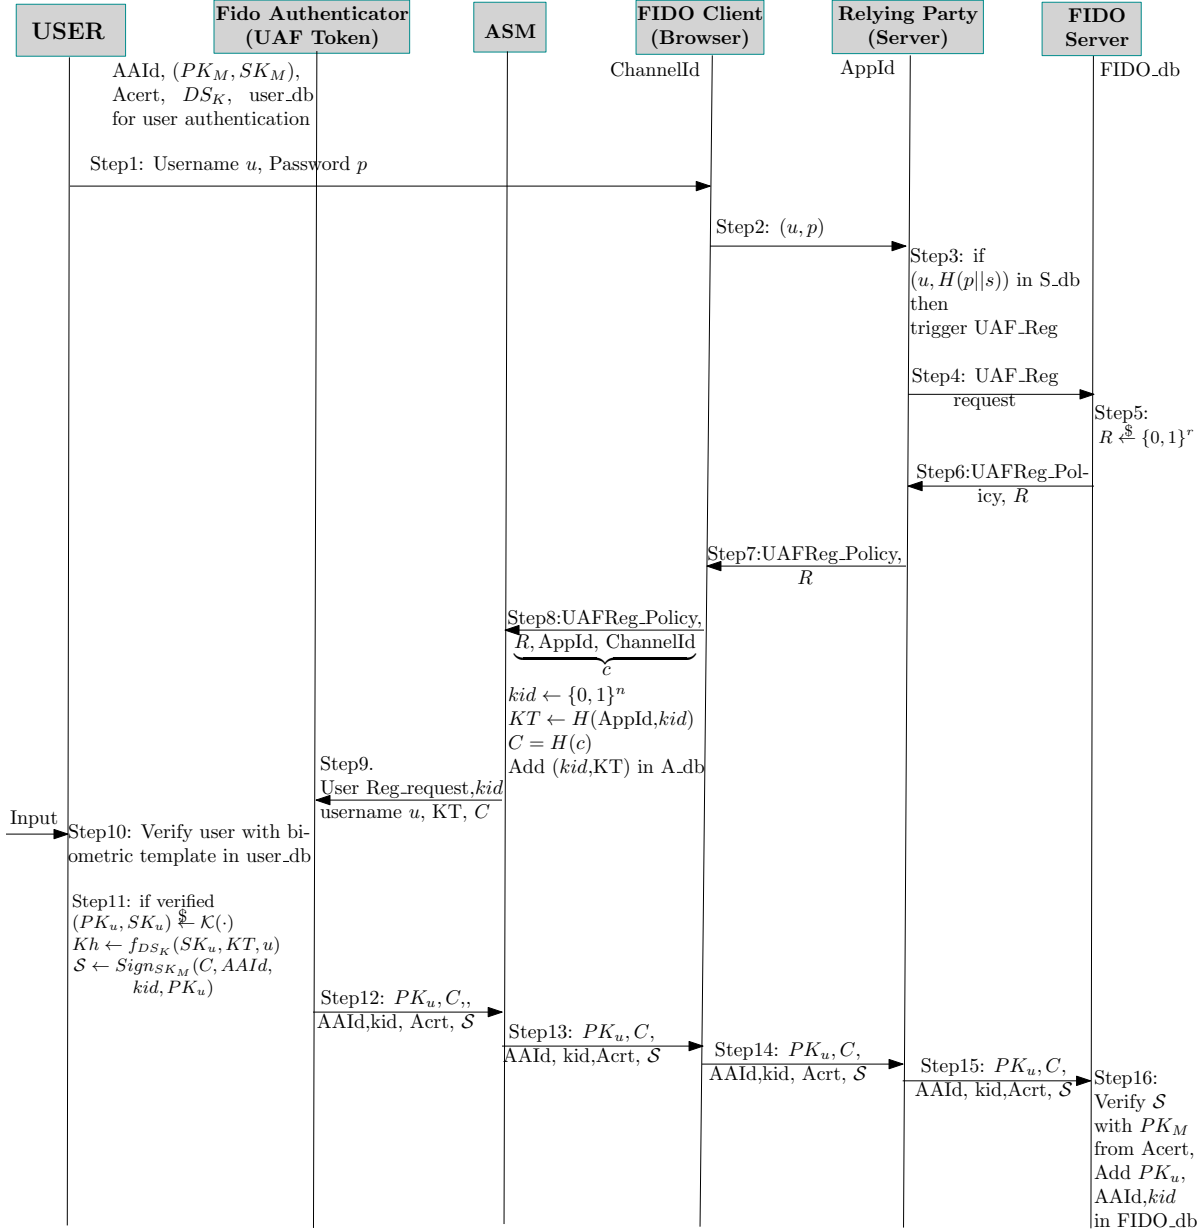 USER
Fido Authenticator
(UAF Token)
ASM
FIDO Client
(Browser)
Relying Party
(Server)
FIDO
Server
AAId, (PK_M, SK_M),
Acert, DS_K, user_db
for user authentication
ChannelId
AppId
FIDO_db
Step1: Username u, Password p
Step2: (u, p)
Step3: if
(u, H(p||s)) in S_db
then
trigger UAF_Reg
Step4: UAF_Reg
request
Step5:
R ←$ {0, 1}^r
Step6:UAFReg_Pol-
icy, R
Step7:UAFReg_Policy,
R
Step8:UAFReg_Policy,
R, AppId, ChannelId
c
kid ← {0, 1}^n
KT ← H(AppId,kid)
C = H(c)
Add (kid,KT) in A_db
Step9.
User Reg_request,kid
username u, KT, C
Input
Step10: Verify user with bi-
ometric template in user_db
Step11: if verified
(PK_u, SK_u) ←$ K(·)
Kh ← f_{DS_K}(SK_u, KT, u)
S ← Sign_{SK_M}(C, AAId,
kid, PK_u)
Step12: PK_u, C,,
AAId,kid, Acrt, S
Step13: PK_u, C,
AAId, kid,Acrt, S
Step14: PK_u, C,
AAId,kid, Acrt, S
Step15: PK_u, C,
AAId, kid,Acrt, S
Step16:
Verify S
with PK_M
from Acert,
Add PK_u,
AAId,kid
in FIDO_db